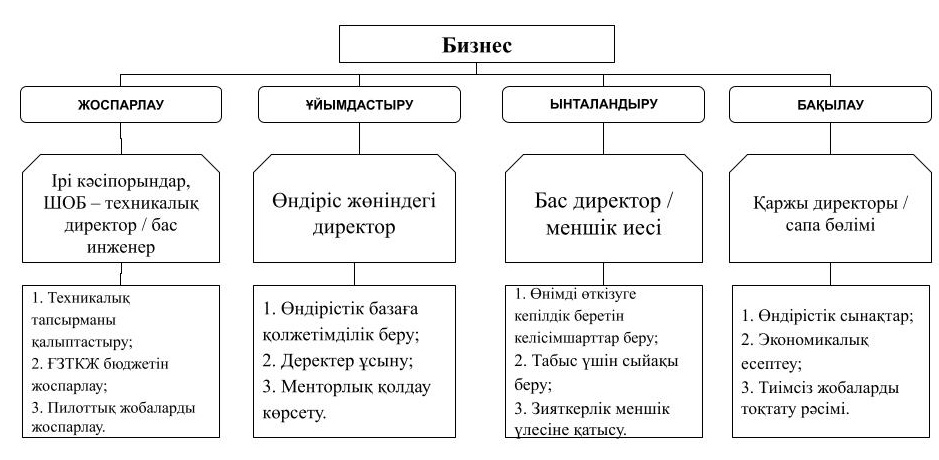 Бизнес
ЖОСПАРЛАУ
ҰЙЫМДАСТЫРУ
ЫНТАЛАНДЫРУ
БАҚЫЛАУ
Ірі кәсіпорындар,
ШОБ – техникалық
директор / бас
инженер
Өндіріс жөніндегі
директор
Бас директор /
меншік иесі
Қаржы директоры /
сапа бөлімі
1. Техникалық
тапсырманы
қалыптастыру;
2. ҒЗТКЖ бюджетін
жоспарлау;
3. Пилоттық жобаларды
жоспарлау.
1. Өндірістік базаға
қолжетімділік беру;
2. Деректер ұсыну;
3. Менторлық қолдау
көрсету.
1. Өнімді өткізуге
кепілдік беретін
келісімшарттар беру;
2. Табыс үшін сыйақы
беру;
3. Зияткерлік меншік
үлесіне қатысу.
1. Өндірістік сынақтар;
2. Экономикалық
есептеу;
3. Тиімсіз жобаларды
тоқтату рәсімі.